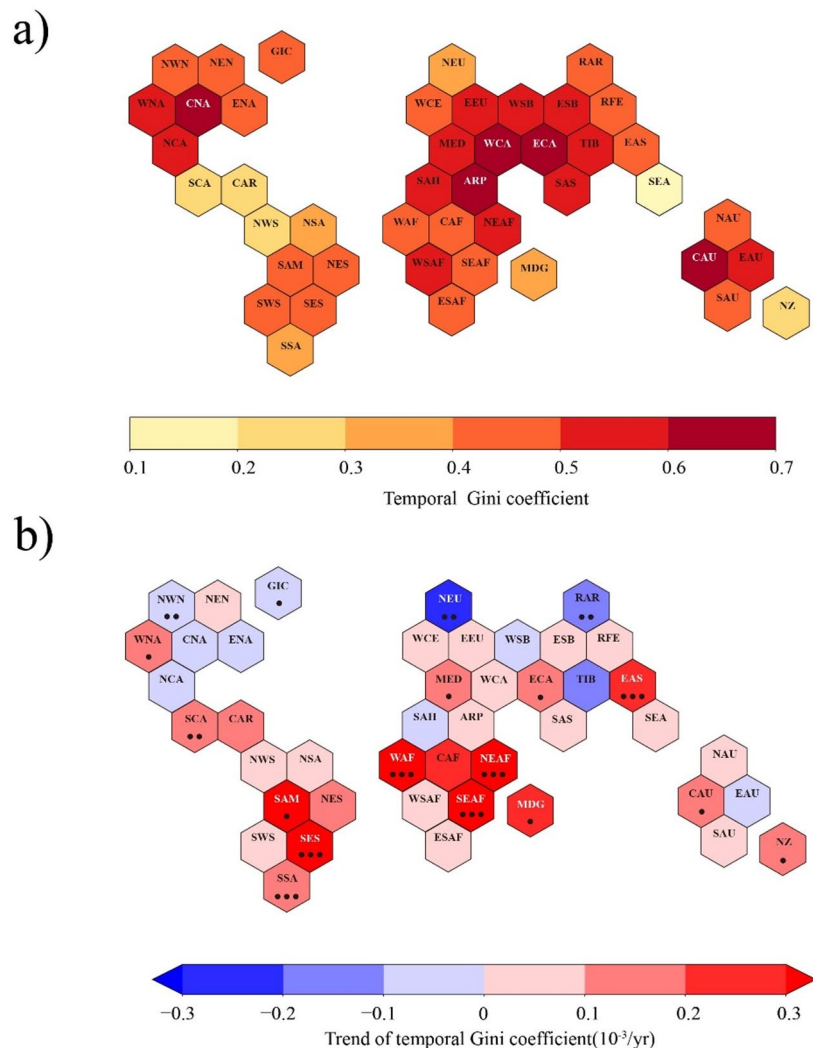 a)
GIC
NWN NEN NEU RAR
WNA CNA ENA WCE EEU WSB ESB RFE
NCA MED WCA ECA TIB EAS
SCA CAR SAH ARP SAS SEA
NWS NSA WAF CAF NEAF NAU
SAM NES WSAF SEAF MDG CAU EAU
SWS SES ESAF SAU NZ
SSA
0.1 0.2 0.3 0.4 0.5 0.6 0.7
Temporal Gini coefficient
b)
GIC
NWN NEN NEU RAR
WNA CNA ENA WCE EEU WSB ESB RFE
NCA MED WCA ECA TIB EAS
SCA CAR SAH ARP SAS SEA
NWS NSA WAF CAF NEAF NAU
SAM NES WSAF SEAF MDG CAU EAU
SWS SES ESAF SAU NZ
SSA
−0.3 −0.2 −0.1 0 0.1 0.2 0.3
Trend of temporal Gini coefficient(10⁻³/yr)